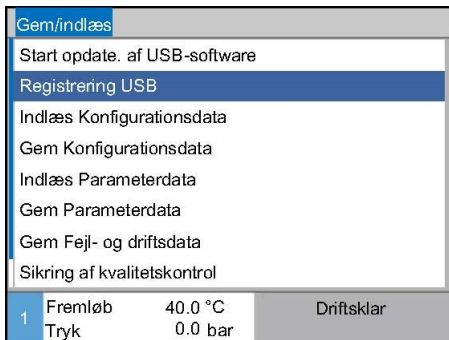 Gem/indlæs
Start opdate. af USB-software
Registrering USB
Indlæs Konfigurationsdata
Gem Konfigurationsdata
Indlæs Parameterdata
Gem Parameterdata
Gem Fejl- og driftsdata
Sikring af kvalitetskontrol
1 Fremløb 40.0 °C Driftsklar
Tryk 0.0 bar